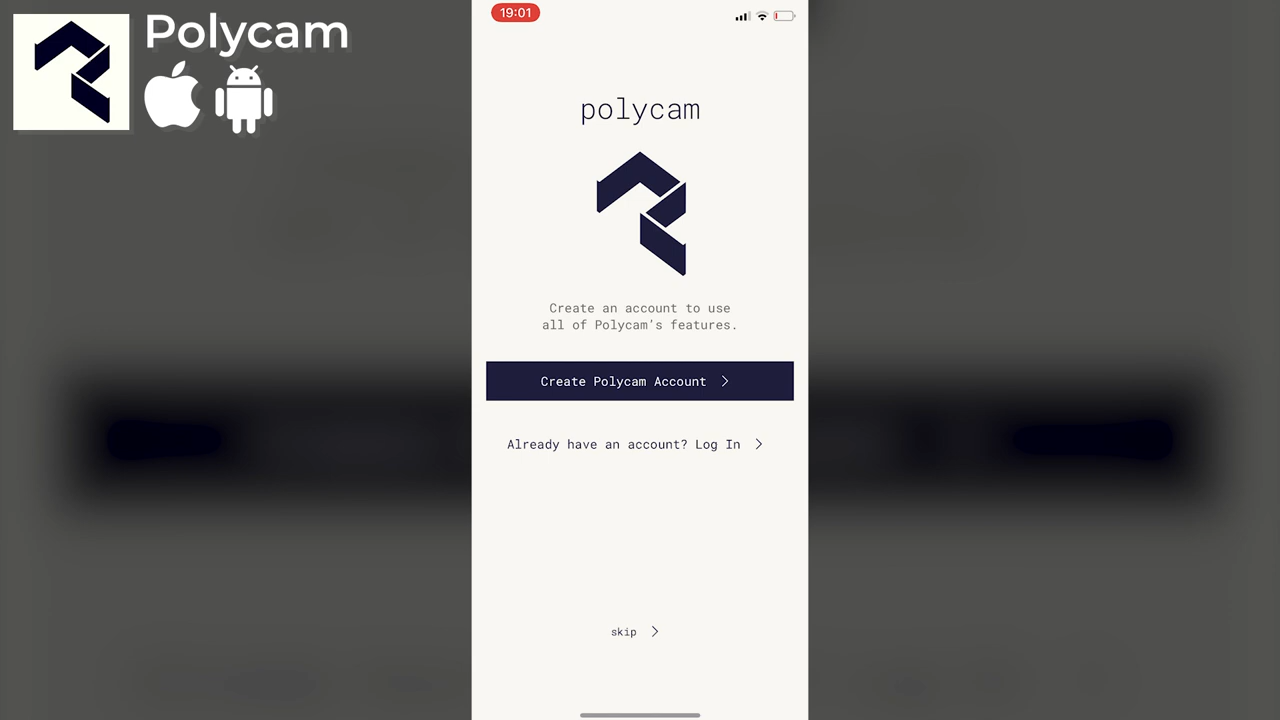 Polycam
19:01
polycam
Create an account to use
all of Polycam's features.
Create Polycam Account
Already have an account? Log In
skip